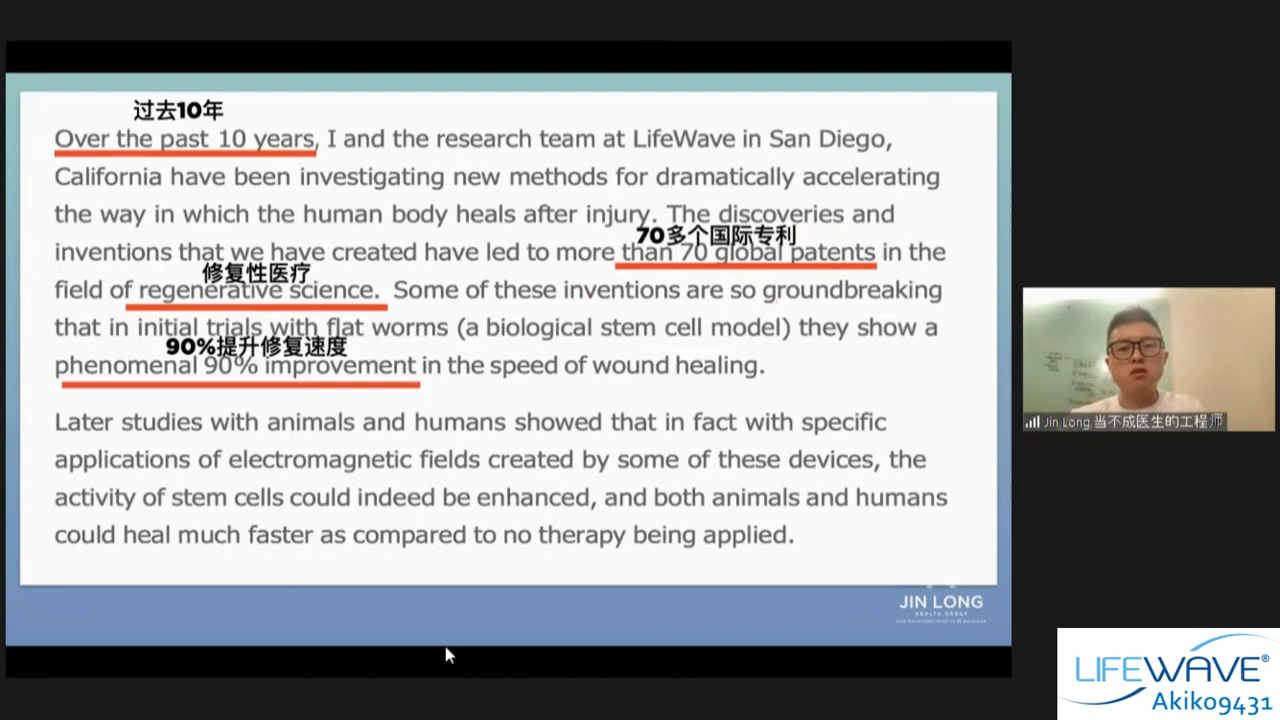 过去10年
Over the past 10 years, I and the research team at LifeWave in San Diego,
California have been investigating new methods for dramatically accelerating
the way in which the human body heals after injury. The discoveries and
70多个国际专利
inventions that we have created have led to more than 70 global patents in the
修复性医疗
field of regenerative science. Some of these inventions are so groundbreaking
that in initial trials with flat worms (a biological stem cell model) they show a
90%提升修复速度
phenomenal 90% improvement in the speed of wound healing.
Later studies with animals and humans showed that in fact with specific
applications of electromagnetic fields created by some of these devices, the
activity of stem cells could indeed be enhanced, and both animals and humans
could heal much faster as compared to no therapy being applied.
JIN LONG
HEALTH GROUP
Jin Long 当不成医生的工程师
LIFEWAVE®
Akiko9431